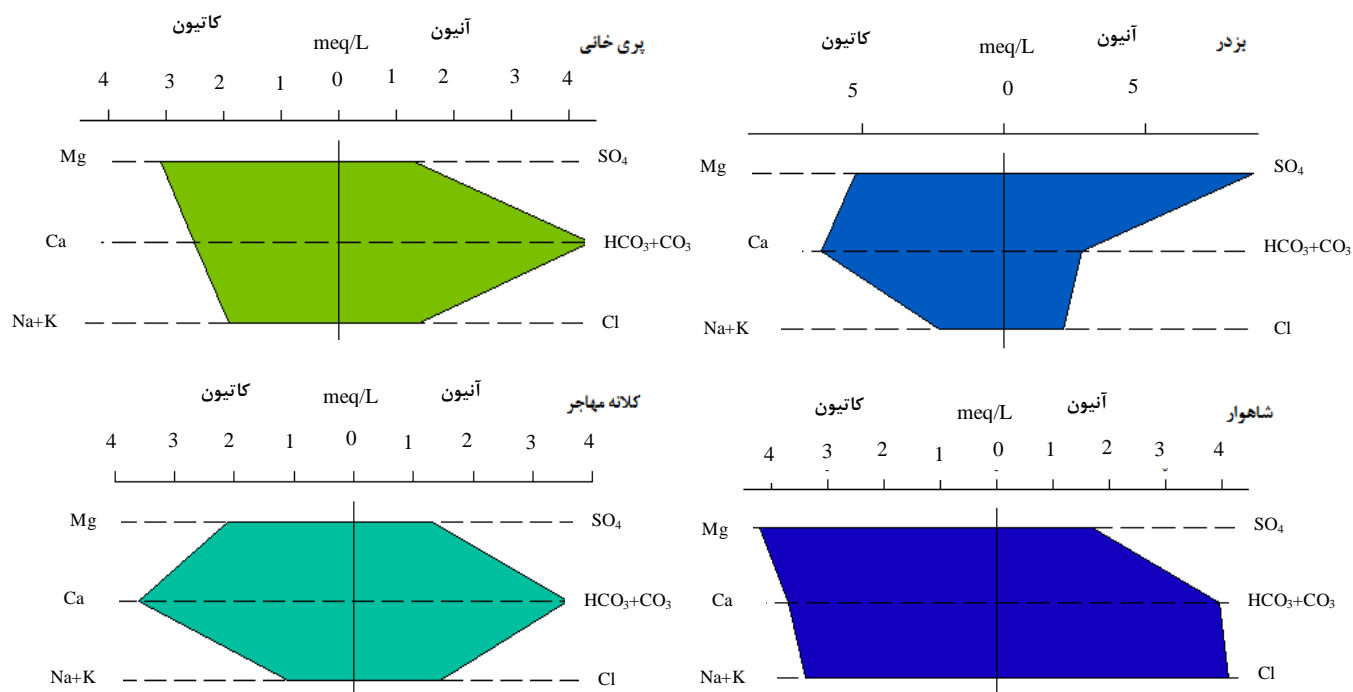 کاتیون
meq/L
آنیون
پری خانی
4 3 2 1 0 1 2 3 4
Mg
SO₄
Ca
HCO₃+CO₃
Na+K
Cl
کاتیون
meq/L
آنیون
بزدر
5 0 5
Mg
SO₄
Ca
HCO₃+CO₃
Na+K
Cl
کاتیون
meq/L
آنیون
کلاته مهاجر
4 3 2 1 0 1 2 3 4
Mg
SO₄
Ca
HCO₃+CO₃
Na+K
Cl
کاتیون
meq/L
آنیون
شاهوار
4 3 2 1 0 1 2 3 4
Mg
SO₄
Ca
HCO₃+CO₃
Na+K
Cl